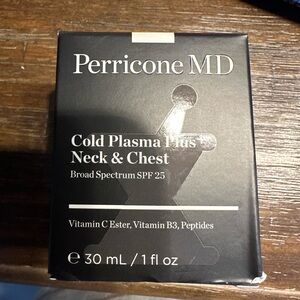 Perricone MD
Cold Plasma Plus+
Neck & Chest
Broad Spectrum SPF 25
Vitamin C Ester, Vitamin B3, Peptides
℮ 30 mL / 1 fl oz